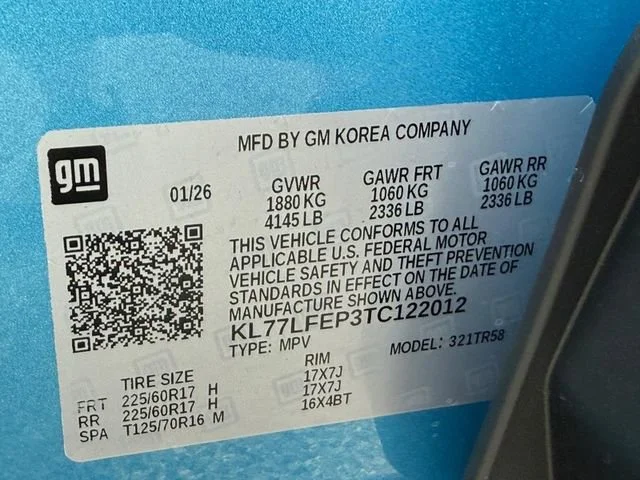 MFD BY GM KOREA COMPANY
gm
01/26 GVWR GAWR FRT GAWR RR
1880 KG 1060 KG 1060 KG
4145 LB 2336 LB 2336 LB
THIS VEHICLE CONFORMS TO ALL
APPLICABLE U.S. FEDERAL MOTOR
VEHICLE SAFETY AND THEFT PREVENTION
STANDARDS IN EFFECT ON THE DATE OF
MANUFACTURE SHOWN ABOVE.
KL77LFEP3TC122012
TYPE: MPV MODEL: 321TR58
TIRE SIZE RIM
FRT 225/60R17 H 17X7J
RR 225/60R17 H 17X7J
SPA T125/70R16 M 16X4BT